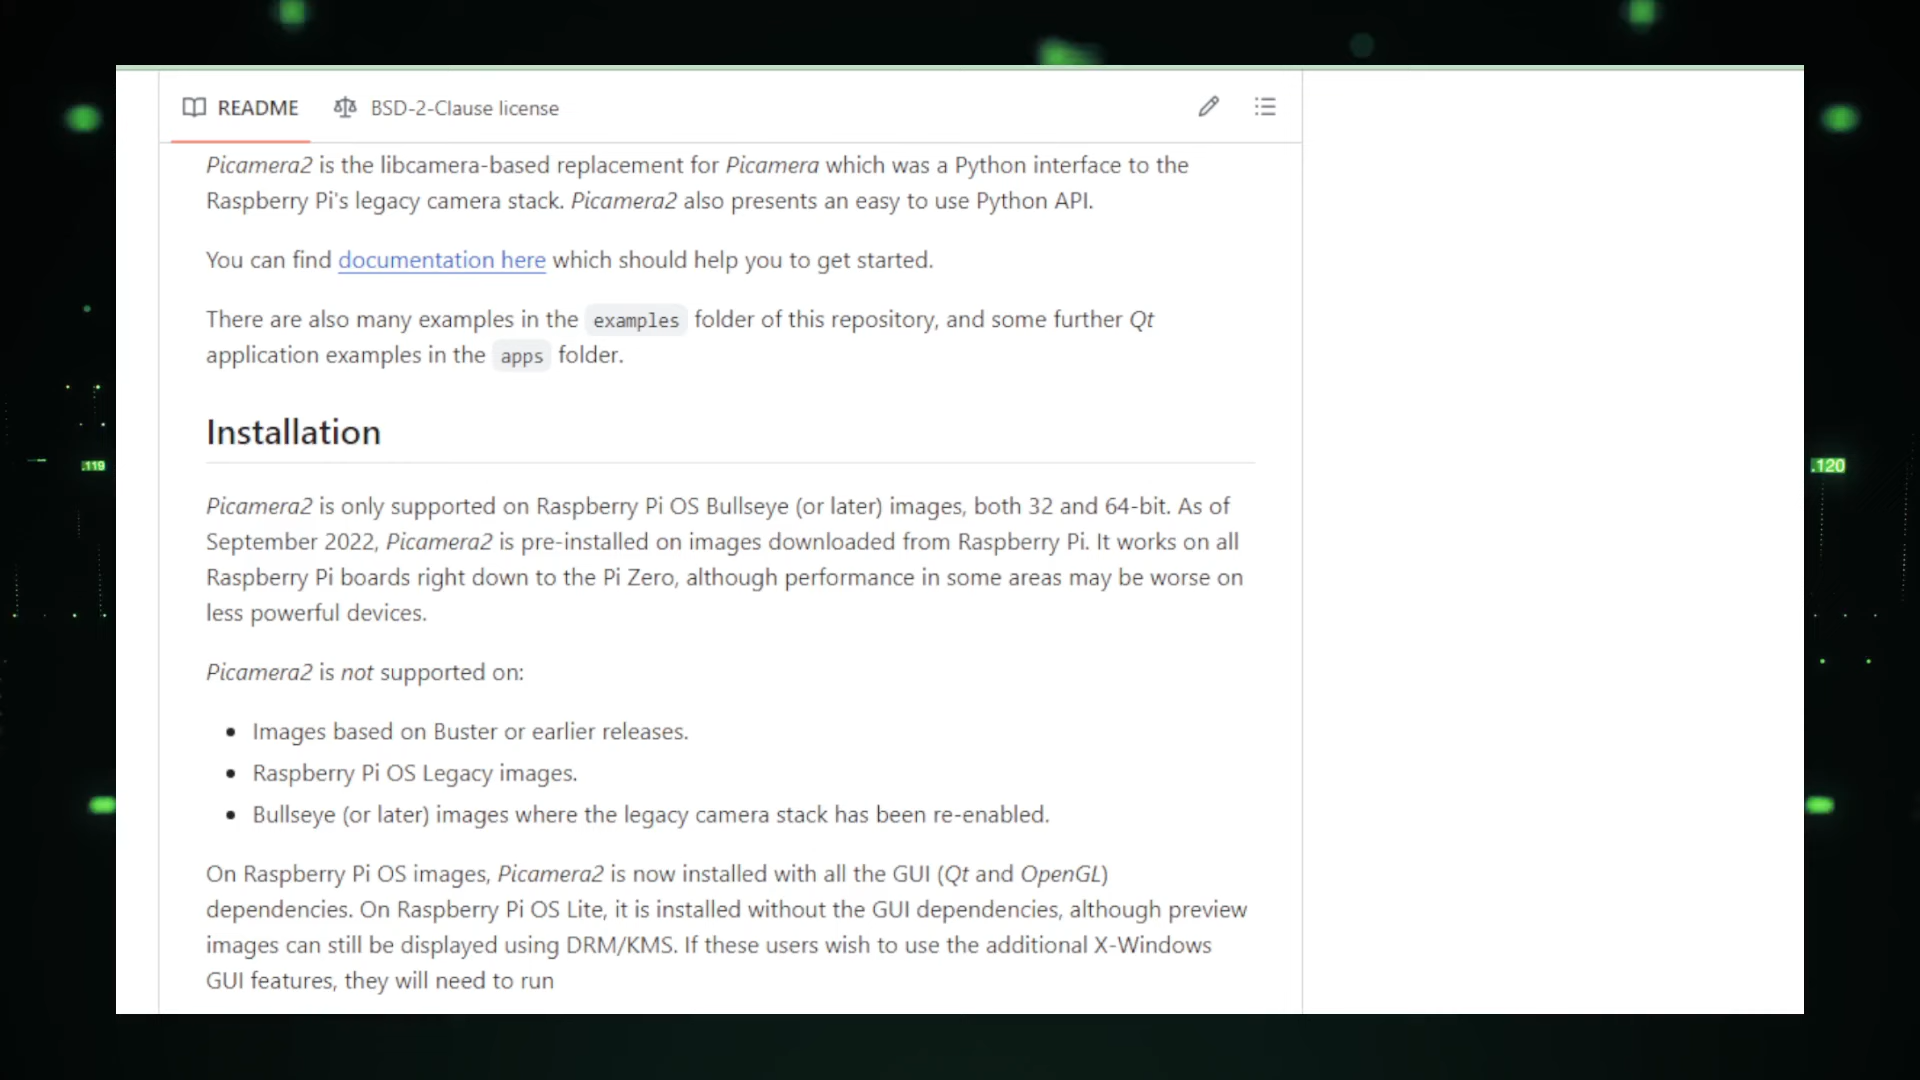 README BSD-2-Clause license
Picamera2 is the libcamera-based replacement for Picamera which was a Python interface to the
Raspberry Pi's legacy camera stack. Picamera2 also presents an easy to use Python API.
You can find documentation here which should help you to get started.
There are also many examples in the examples folder of this repository, and some further Qt
application examples in the apps folder.
Installation
.119
.120
Picamera2 is only supported on Raspberry Pi OS Bullseye (or later) images, both 32 and 64-bit. As of
September 2022, Picamera2 is pre-installed on images downloaded from Raspberry Pi. It works on all
Raspberry Pi boards right down to the Pi Zero, although performance in some areas may be worse on
less powerful devices.
Picamera2 is not supported on:
• Images based on Buster or earlier releases.
• Raspberry Pi OS Legacy images.
• Bullseye (or later) images where the legacy camera stack has been re-enabled.
On Raspberry Pi OS images, Picamera2 is now installed with all the GUI (Qt and OpenGL)
dependencies. On Raspberry Pi OS Lite, it is installed without the GUI dependencies, although preview
images can still be displayed using DRM/KMS. If these users wish to use the additional X-Windows
GUI features, they will need to run